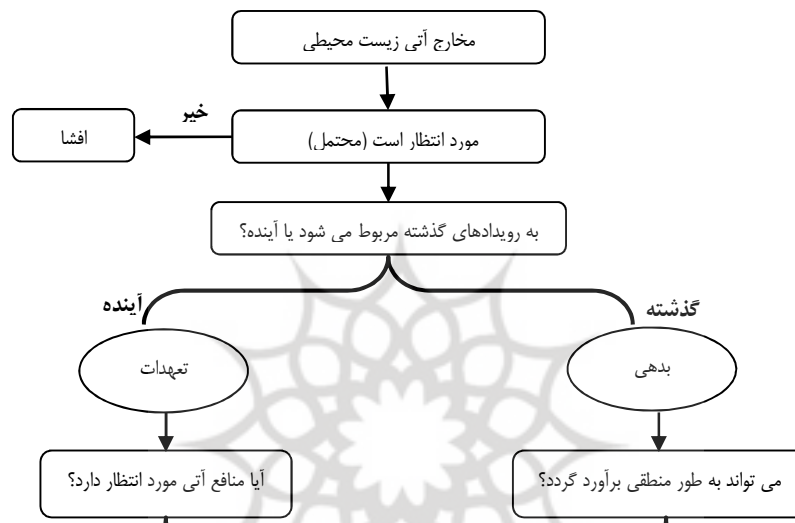 مخارج آتی زیست محیطی
خیر
مورد انتظار است (محتمل)
افشا
به رویدادهای گذشته مربوط می شود یا آینده؟
گذشته
آینده
بدهی
تعهدات
می تواند به طور منطقی برآورد گردد؟
آیا منافع آتی مورد انتظار دارد؟